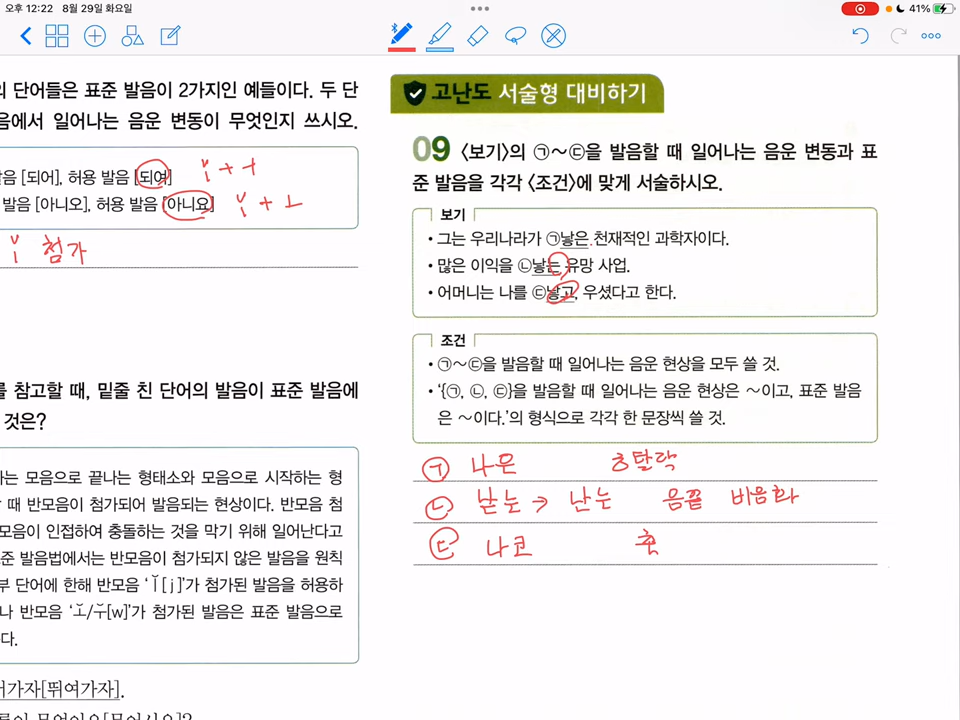 오후 12:22 8월 29일 화요일
41%
의 단어들은 표준 발음이 2가지인 예들이다. 두 단
음에서 일어나는 음운 변동이 무엇인지 쓰시오.
발음 [되어], 허용 발음 [되여] ㅣ̆ + ㅓ
발음 [아니오], 허용 발음 [아니요] ㅣ̆ + ㅗ
ㅣ̆ 첨가
를 참고할 때, 밑줄 친 단어의 발음이 표준 발음에
것은?
하는 모음으로 끝나는 형태소와 모음으로 시작하는 형
할 때 반모음이 첨가되어 발음되는 현상이다. 반모음 첨
모음이 인접하여 충돌하는 것을 막기 위해 일어난다고
준 발음법에서는 반모음이 첨가되지 않은 발음을 원칙
부 단어에 한해 반모음 'ㅣ̆[j]'가 첨가된 발음을 허용하
나 반모음 'ㅗ̆/ㅜ̆[w]'가 첨가된 발음은 표준 발음으로
다.
어가자[뛰여가자].
고난도 서술형 대비하기
09 〈보기〉의 ㉠~㉢을 발음할 때 일어나는 음운 변동과 표
준 발음을 각각 〈조건〉에 맞게 서술하시오.
보기
• 그는 우리나라가 ㉠낳은 천재적인 과학자이다.
• 많은 이익을 ㉡낳는 유망 사업.
• 어머니는 나를 ㉢낳고, 우셨다고 한다.
조건
• ㉠~㉢을 발음할 때 일어나는 음운 현상을 모두 쓸 것.
• '{㉠, ㉡, ㉢}을 발음할 때 일어나는 음운 현상은 ~이고, 표준 발음
은 ~이다.'의 형식으로 각각 한 문장씩 쓸 것.
㉠ 나은 ㅎ탈락
㉡ 낟는 → 난는 음끝 비음화
㉢ 나코 축